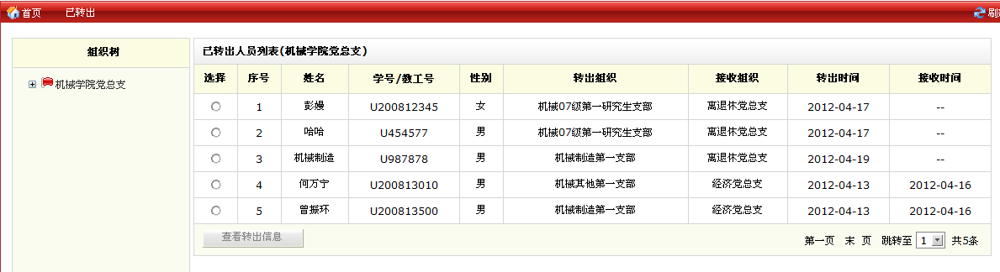 首页 已转出 刷
组织树
机械学院党总支
已转出人员列表(机械学院党总支)
选择 序号 姓名 学号/教工号 性别 转出组织 接收组织 转出时间 接收时间
1 彭嫚 U200812345 女 机械07级第一研究生支部 离退休党总支 2012-04-17 --
2 哈哈 U454577 男 机械07级第一研究生支部 离退休党总支 2012-04-17 --
3 机械制造 U987878 男 机械制造第一支部 离退休党总支 2012-04-19 --
4 何万宁 U200813010 男 机械其他第一支部 经济党总支 2012-04-13 2012-04-16
5 曾振环 U200813500 男 机械制造第一支部 经济党总支 2012-04-13 2012-04-16
查看转出信息 第一页 末 页 跳转至 1 共5条